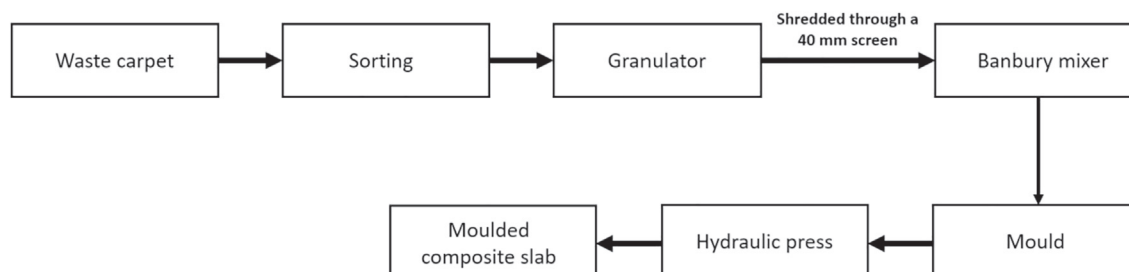 Waste carpet
Sorting
Granulator
Shredded through a
40 mm screen
Banbury mixer
Moulded
composite slab
Hydraulic press
Mould